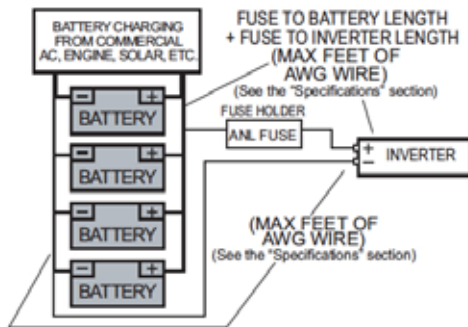 BATTERY CHARGING
FROM COMMERCIAL
AC, ENGINE, SOLAR, ETC.
FUSE TO BATTERY LENGTH
+ FUSE TO INVERTER LENGTH
(MAX FEET OF
AWG WIRE)
(See the "Specifications" section)
- +
BATTERY
FUSE HOLDER
ANL FUSE
- +
BATTERY
+
-
INVERTER
- +
BATTERY
(MAX FEET OF
AWG WIRE)
(See the "Specifications" section)
- +
BATTERY